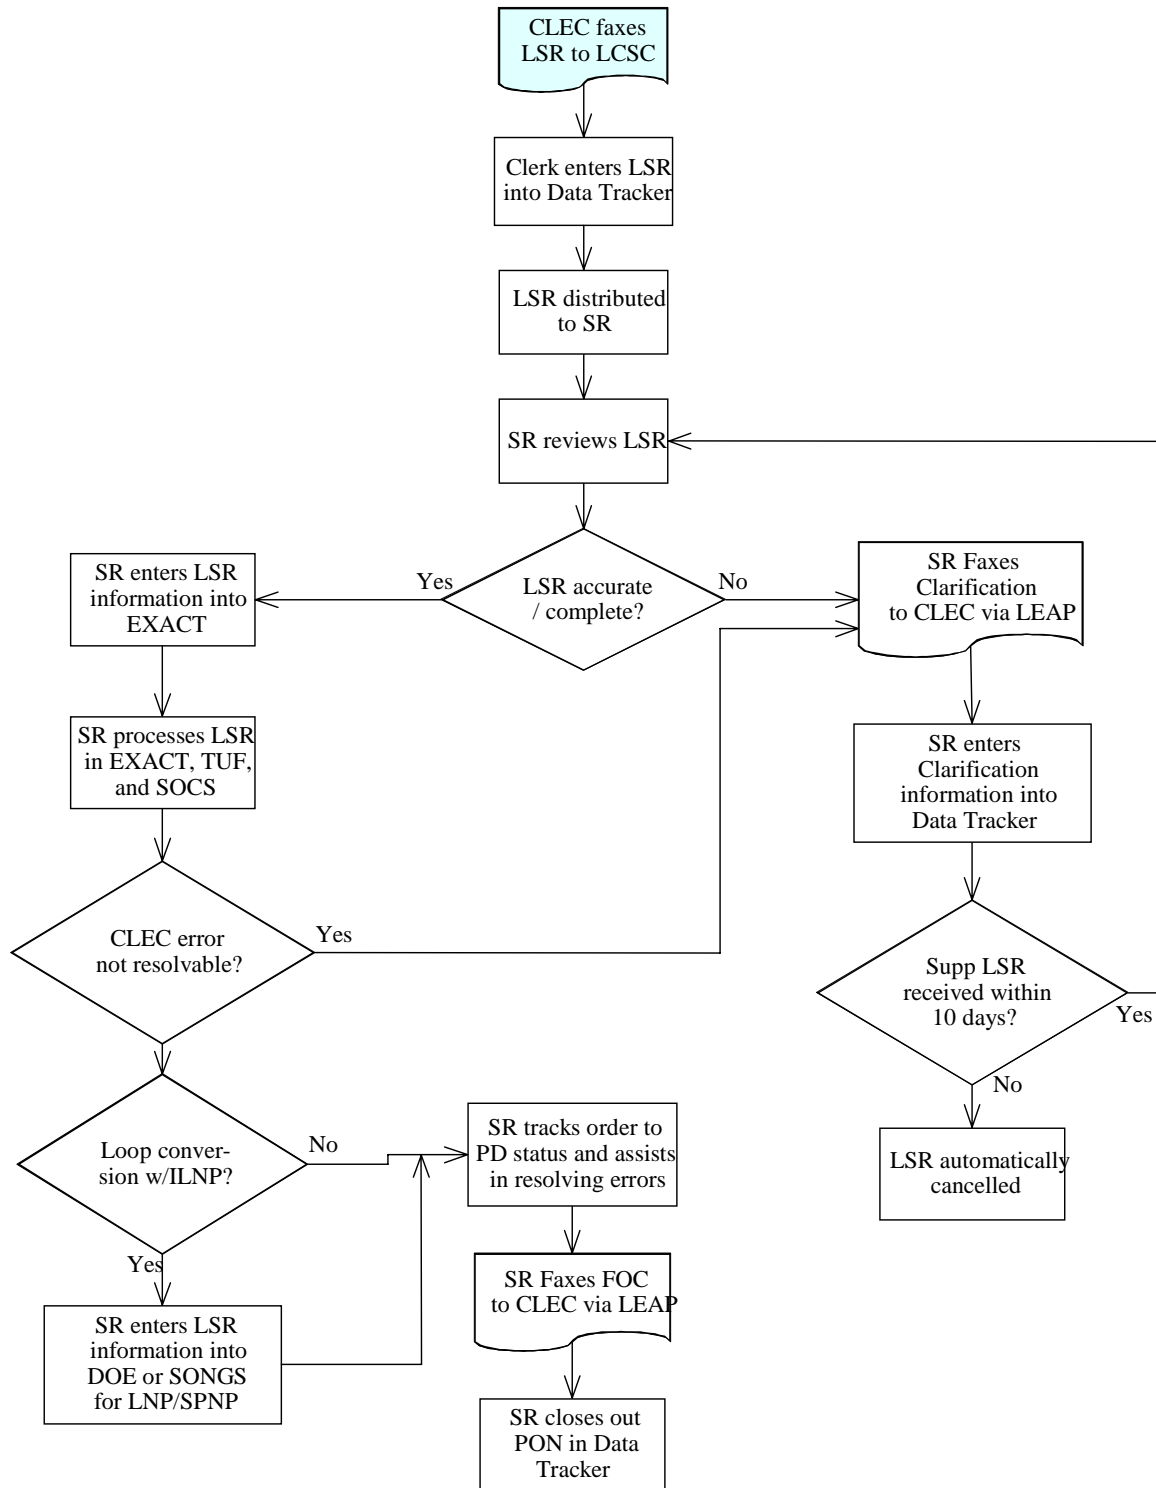 CLEC faxes
LSR to LCSC
Clerk enters LSR
into Data Tracker
LSR distributed
to SR
SR reviews LSR
LSR accurate
/ complete?
Yes
No
SR enters LSR
information into
EXACT
SR Faxes
Clarification
to CLEC via LEAP
SR processes LSR
in EXACT, TUF,
and SOCS
SR enters
Clarification
information into
Data Tracker
CLEC error
not resolvable?
Yes
Supp LSR
received within
10 days?
Yes
No
LSR automatically
cancelled
Loop conver-
sion w/ILNP?
No
Yes
SR tracks order to
PD status and assists
in resolving errors
SR enters LSR
information into
DOE or SONGS
for LNP/SPNP
SR Faxes FOC
to CLEC via LEAP
SR closes out
PON in Data
Tracker